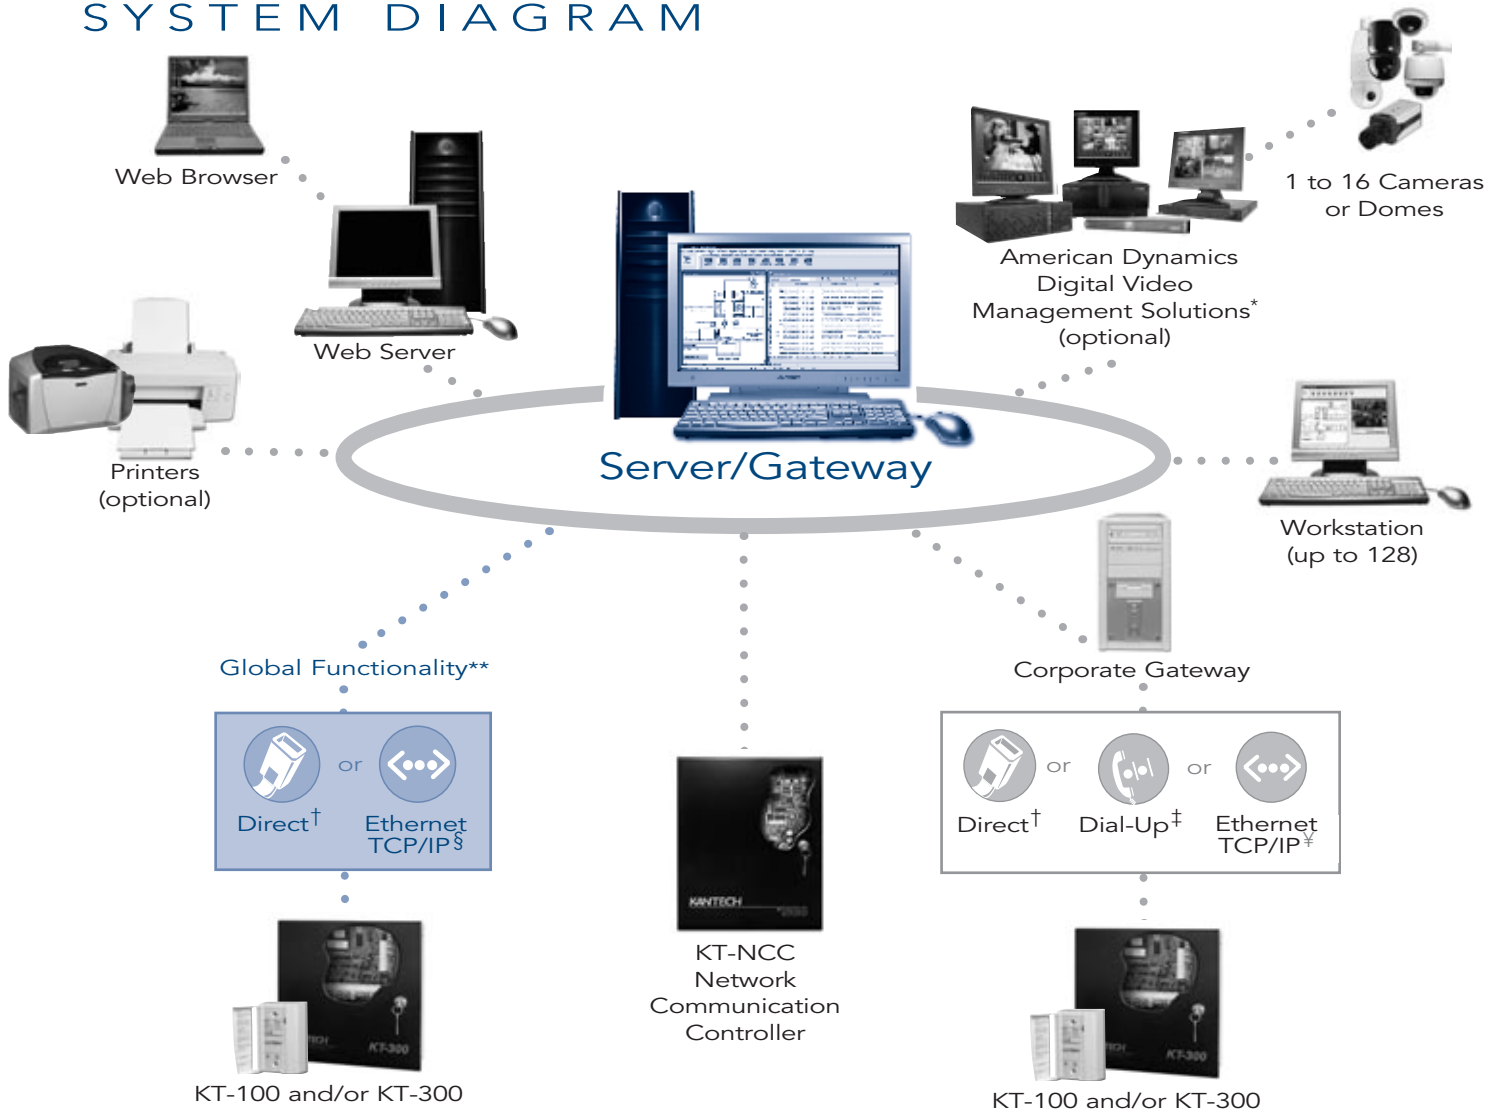 SYSTEM DIAGRAM
Web Browser
1 to 16 Cameras
or Domes
American Dynamics
Digital Video
Management Solutions*
(optional)
Web Server
Printers
(optional)
Server/Gateway
Workstation
(up to 128)
Global Functionality**
Corporate Gateway
or
Direct†
Ethernet
TCP/IP§
or
or
Direct†
Dial-Up‡
Ethernet
TCP/IP¥
KANTECH
KT-NCC
Network
Communication
Controller
KT-300
KT-100 and/or KT-300
KT-300
KT-100 and/or KT-300